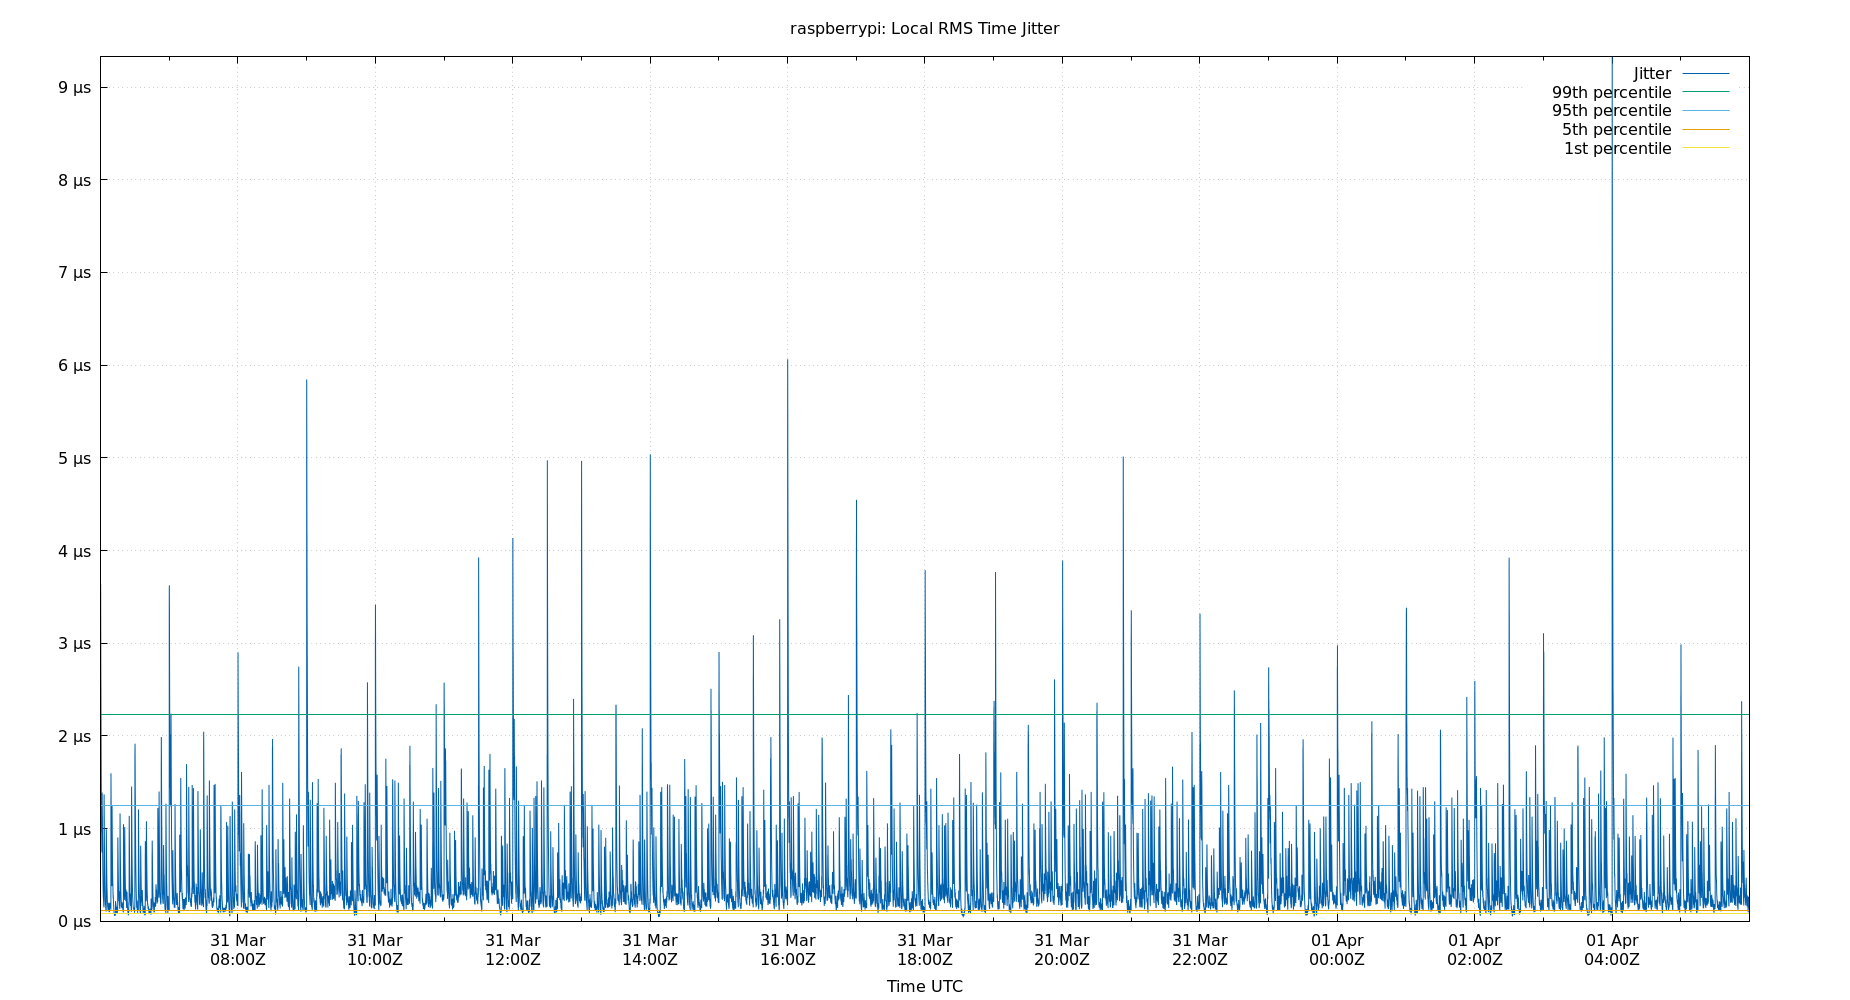 raspberrypi: Local RMS Time Jitter
Jitter
99th percentile
95th percentile
5th percentile
1st percentile
9 µs
8 µs
7 µs
6 µs
5 µs
4 µs
3 µs
2 µs
1 µs
0 µs
31 Mar 31 Mar 31 Mar 31 Mar 31 Mar 31 Mar 31 Mar 31 Mar 01 Apr 01 Apr 01 Apr
08:00Z 10:00Z 12:00Z 14:00Z 16:00Z 18:00Z 20:00Z 22:00Z 00:00Z 02:00Z 04:00Z
Time UTC